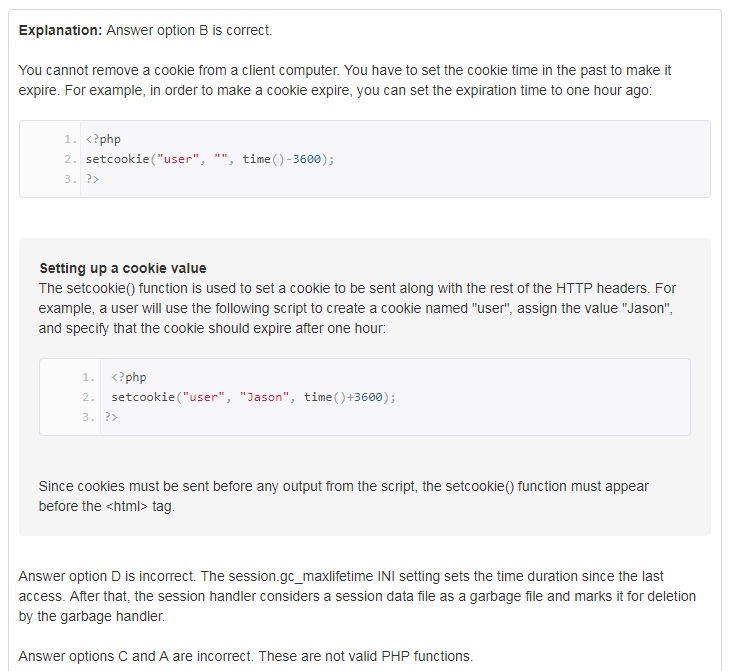 Explanation: Answer option B is correct.
You cannot remove a cookie from a client computer. You have to set the cookie time in the past to make it
expire. For example, in order to make a cookie expire, you can set the expiration time to one hour ago:
1. <?php
2. setcookie("user", "", time()-3600);
3. ?>
Setting up a cookie value
The setcookie() function is used to set a cookie to be sent along with the rest of the HTTP headers. For
example, a user will use the following script to create a cookie named "user", assign the value "Jason",
and specify that the cookie should expire after one hour:
1. <?php
2. setcookie("user", "Jason", time()+3600);
3. ?>
Since cookies must be sent before any output from the script, the setcookie() function must appear
before the <html> tag.
Answer option D is incorrect. The session.gc_maxlifetime INI setting sets the time duration since the last
access. After that, the session handler considers a session data file as a garbage file and marks it for deletion
by the garbage handler.
Answer options C and A are incorrect. These are not valid PHP functions.